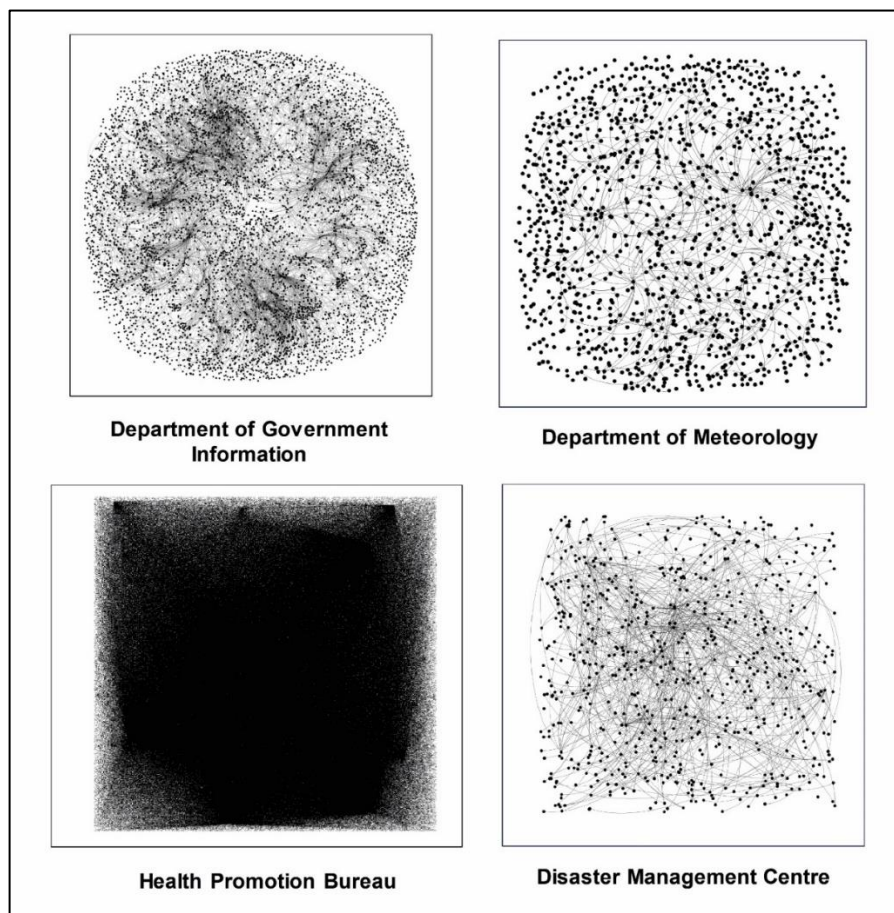 Department of Government
Information
Department of Meteorology
Health Promotion Bureau
Disaster Management Centre